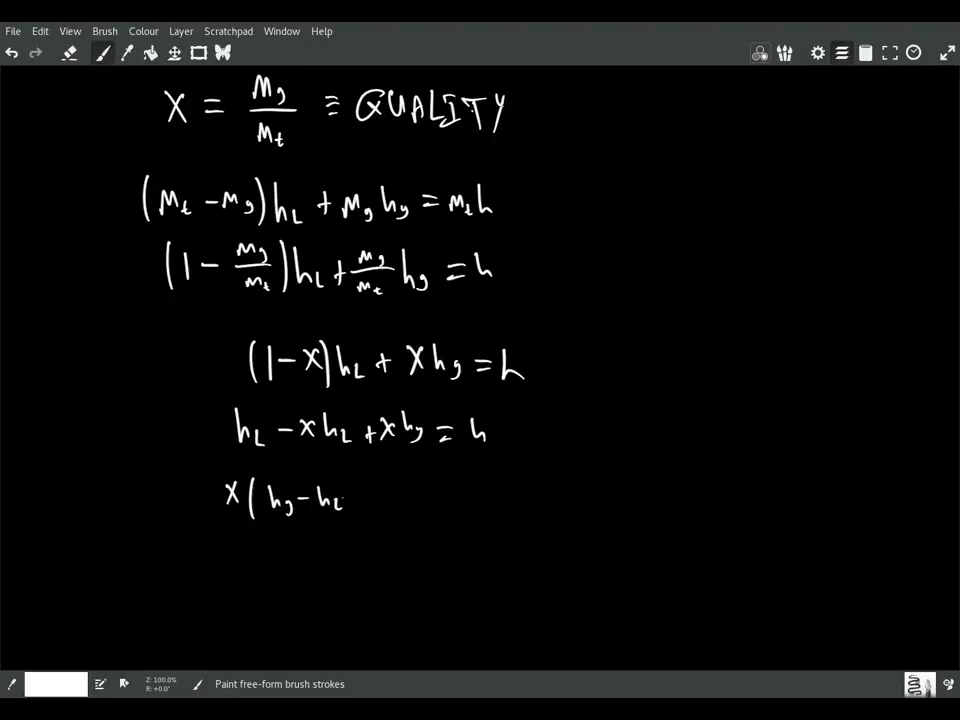 File Edit View Brush Colour Layer Scratchpad Window Help
X = Mg/Mt ≡ QUALITY
(Mt - Mg)hL + Mg hg = Mt h
(1 - Mg/Mt)hL + Mg/Mt hg = h
(1 - X)hL + X hg = h
hL - X hL + X hg = h
X(hg - hL
Z: 100.0%
R: +0.0°
Paint free-form brush strokes